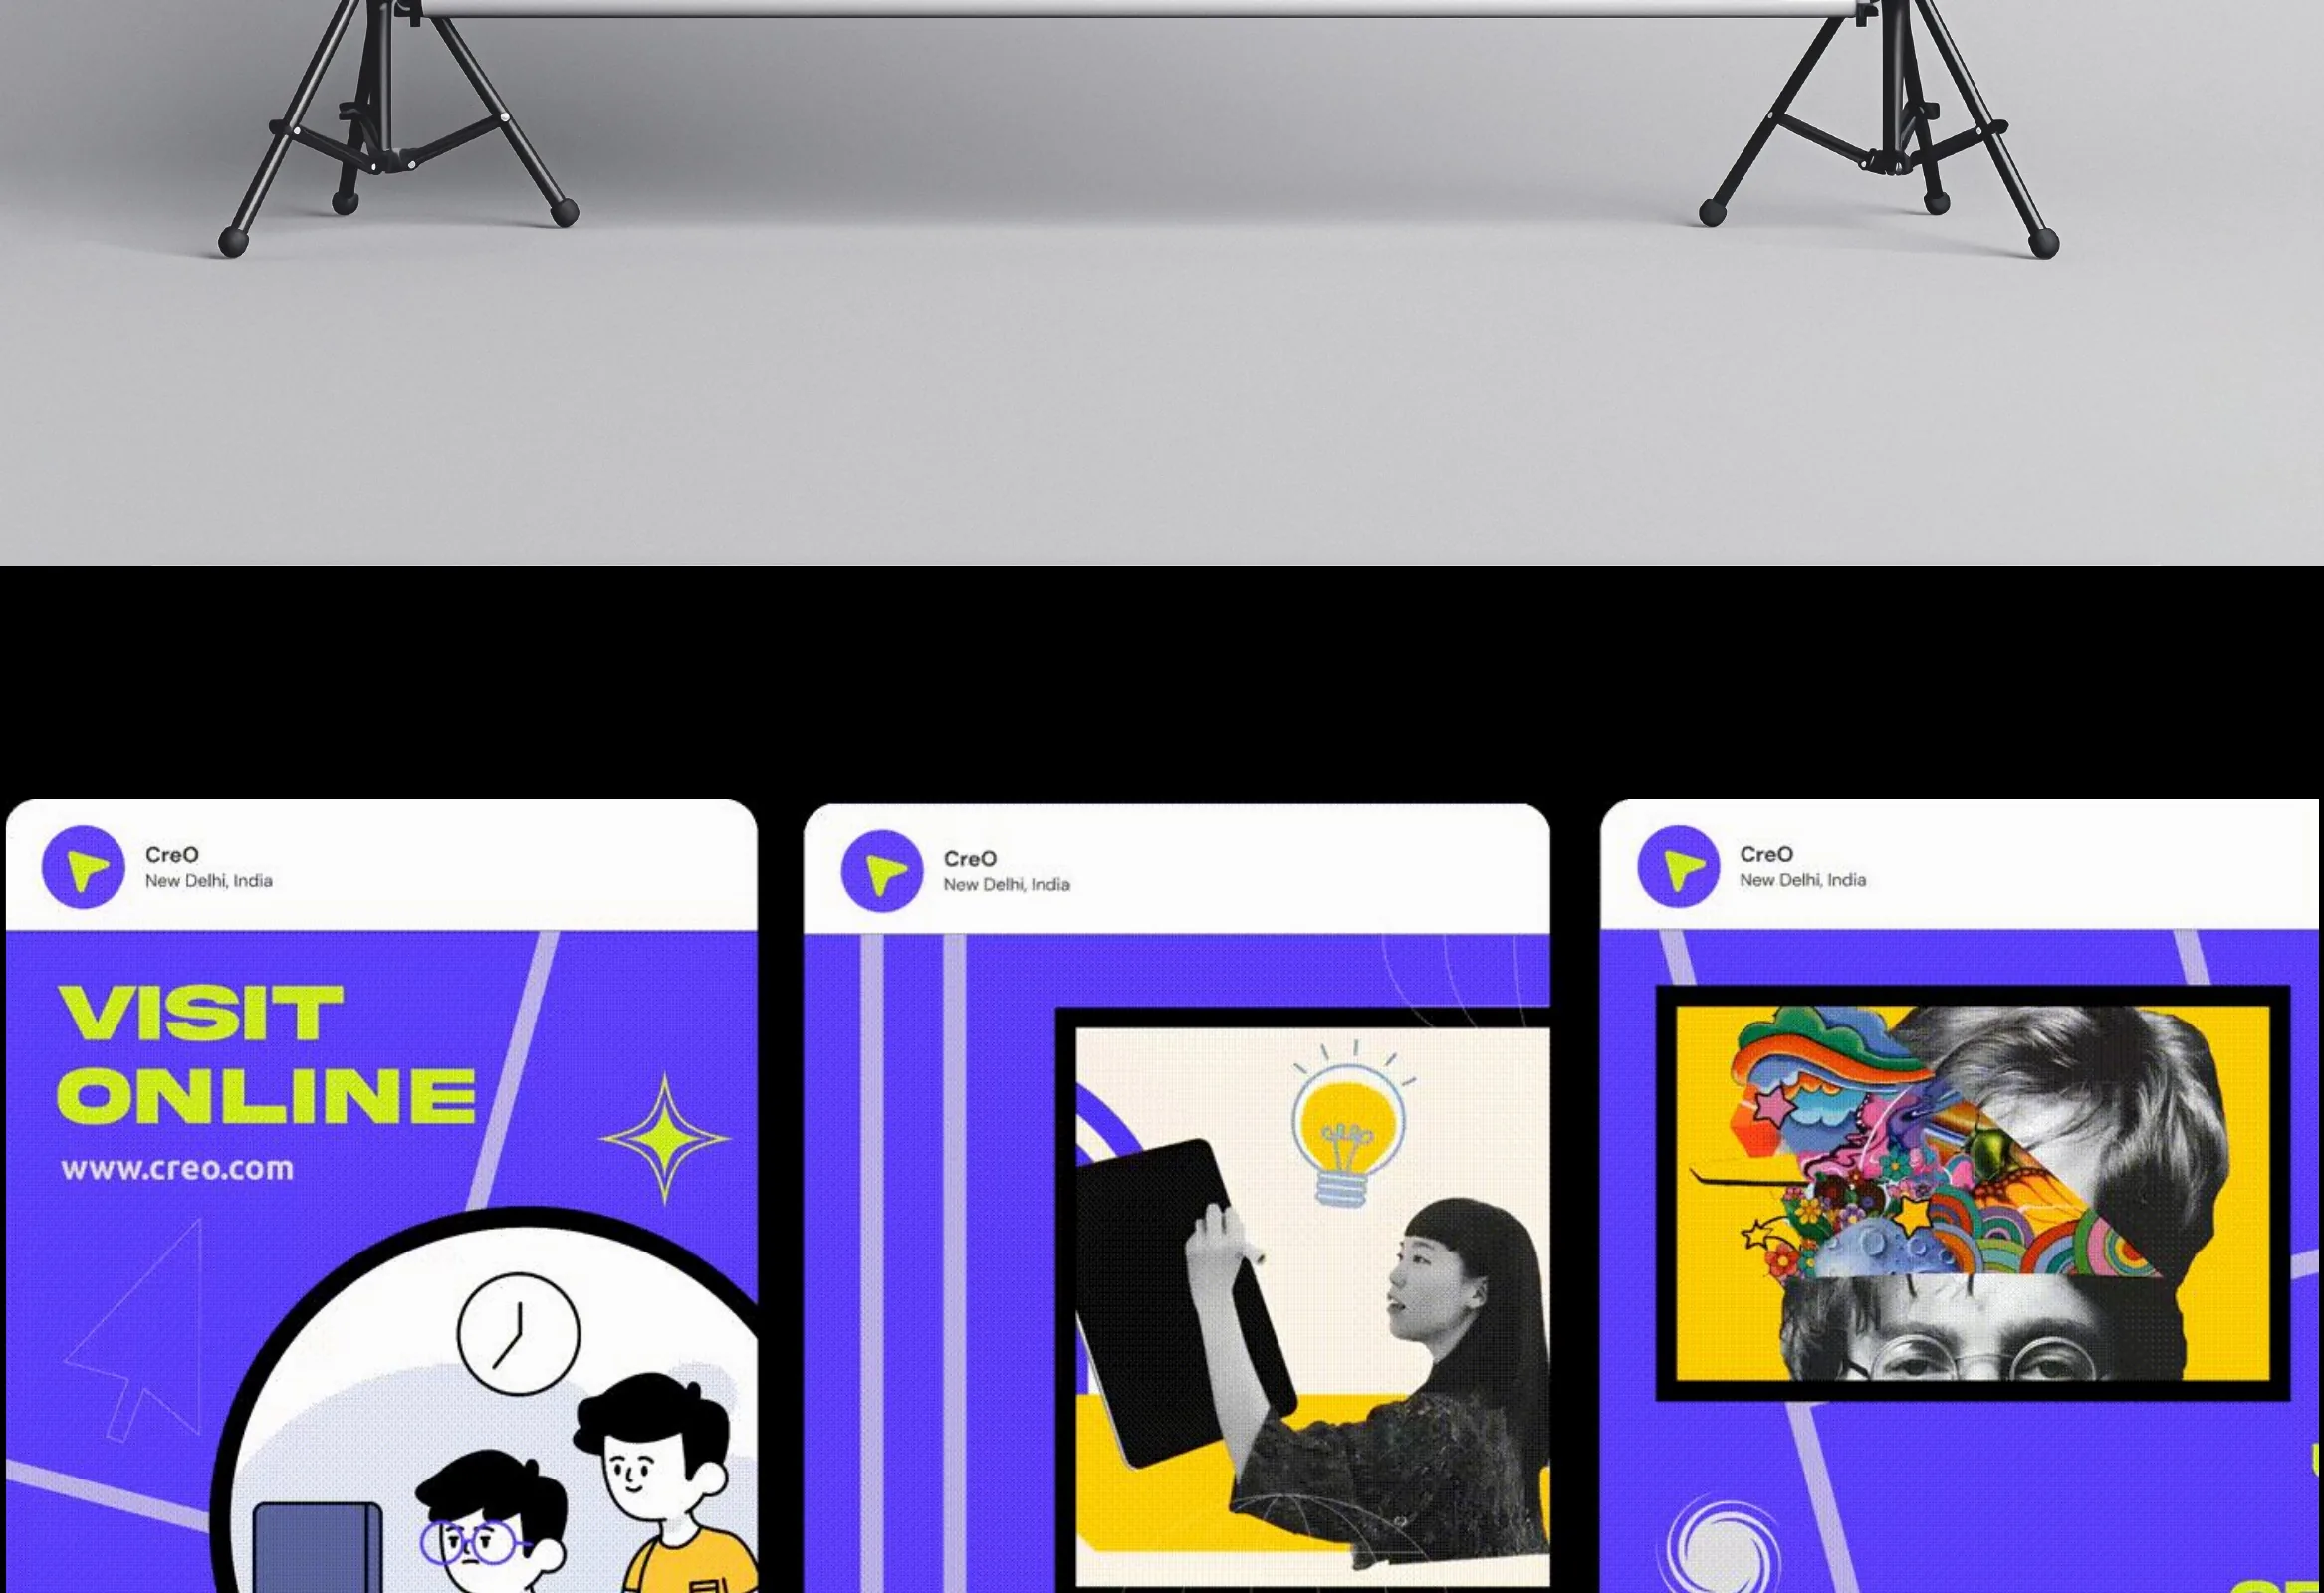 CreO
New Delhi, India
VISIT
ONLINE
www.creo.com
CreO
New Delhi, India
CreO
New Delhi, India